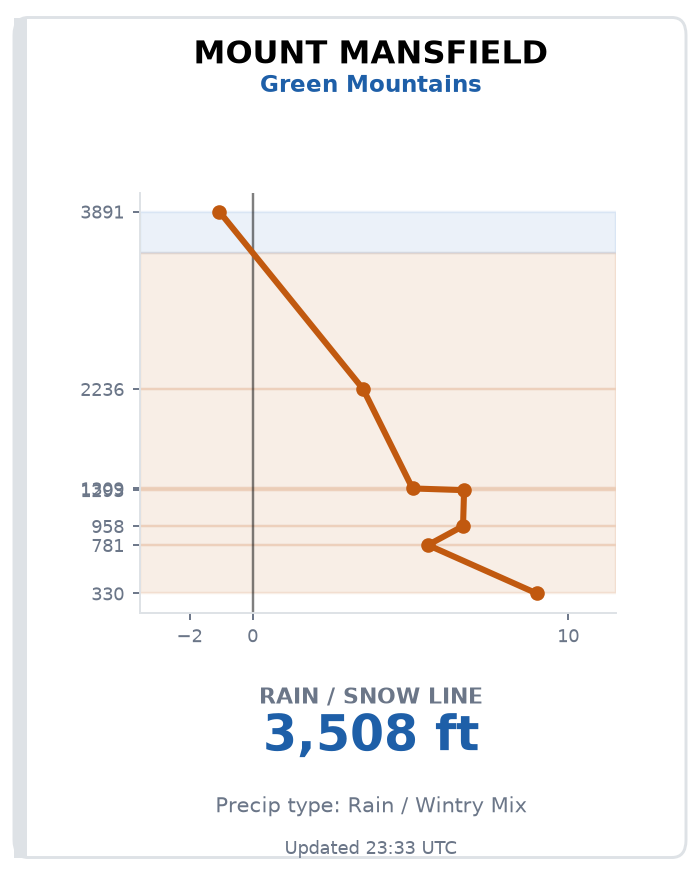 MOUNT MANSFIELD
Green Mountains
3891
2236
958
781
330
−2 0 10
RAIN / SNOW LINE
3,508 ft
Precip type: Rain / Wintry Mix
Updated 23:33 UTC